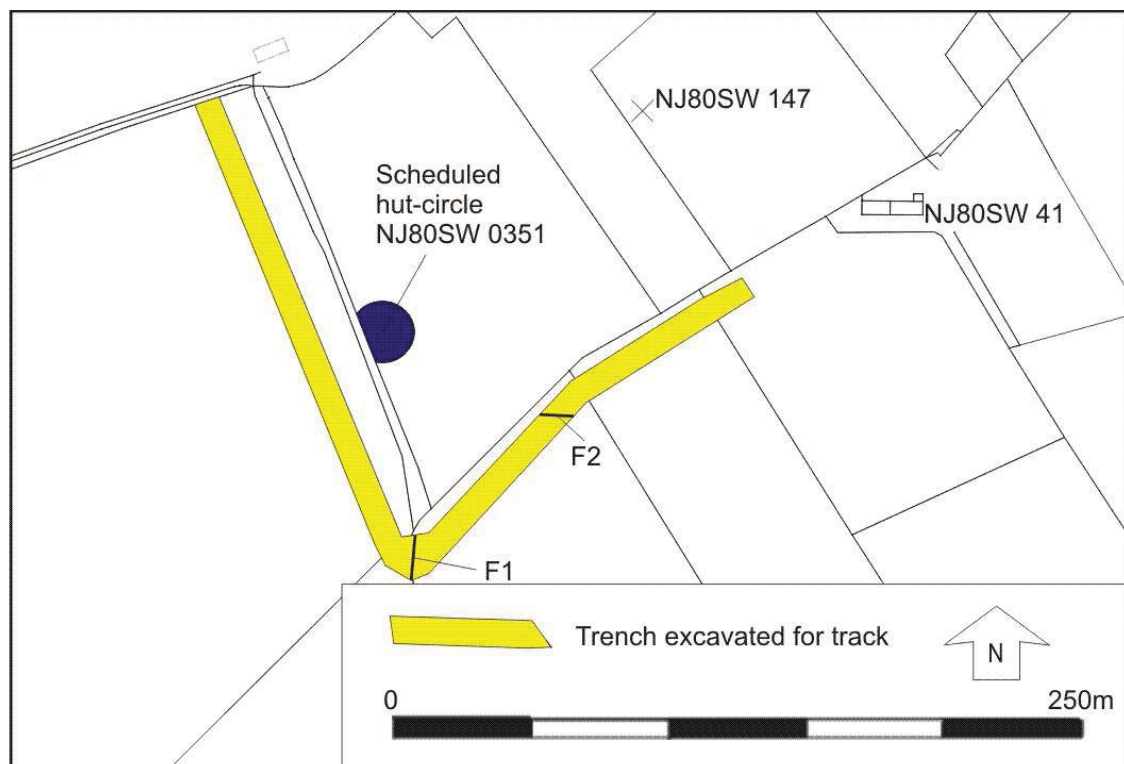 NJ80SW 147
Scheduled
hut-circle
NJ80SW 0351
NJ80SW 41
F2
F1
Trench excavated for track
N
0
250m